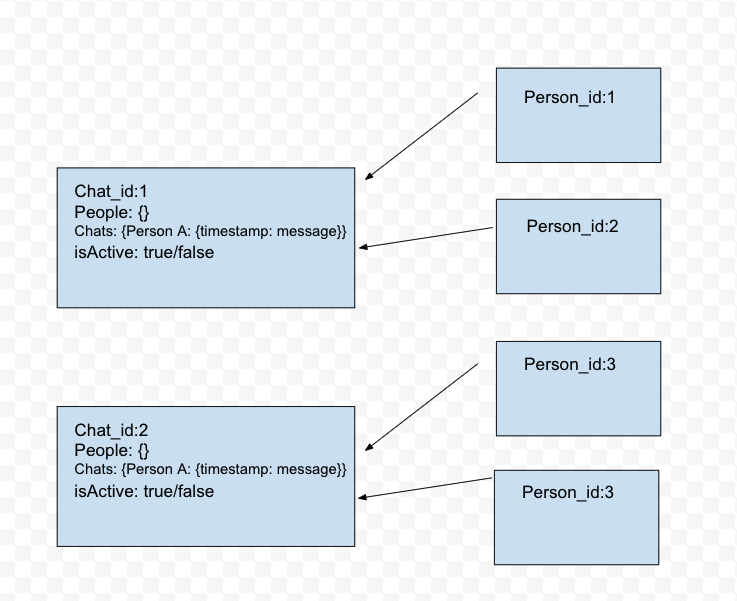 Person_id:1
Chat_id:1
People: {}
Chats: {Person A: {timestamp: message}}
isActive: true/false
Person_id:2
Person_id:3
Chat_id:2
People: {}
Chats: {Person A: {timestamp: message}}
isActive: true/false
Person_id:3